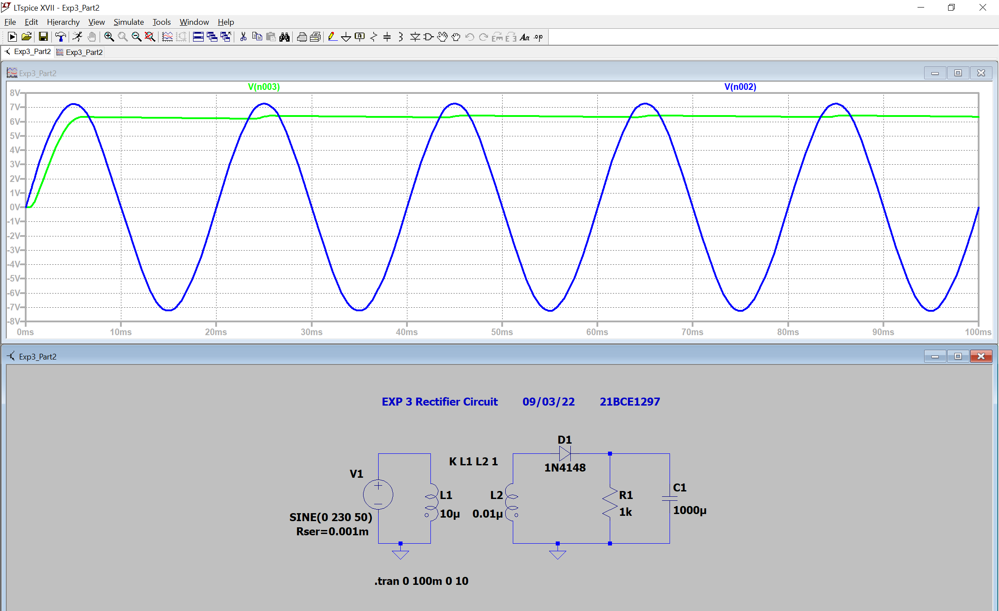 LTspice XVII - Exp3_Part2
File Edit Hierarchy View Simulate Tools Window Help
Exp3_Part2 Exp3_Part2
Exp3_Part2
V(n003) V(n002)
8V
7V
6V
5V
4V
3V
2V
1V
0V
-1V
-2V
-3V
-4V
-5V
-6V
-7V
-8V
0ms 10ms 20ms 30ms 40ms 50ms 60ms 70ms 80ms 90ms 100ms
Exp3_Part2
EXP 3 Rectifier Circuit 09/03/22 21BCE1297
D1
K L1 L2 1
1N4148
V1
C1
L1 L2 R1
10µ 0.01µ 1k 1000µ
SINE(0 230 50)
Rser=0.001m
.tran 0 100m 0 10